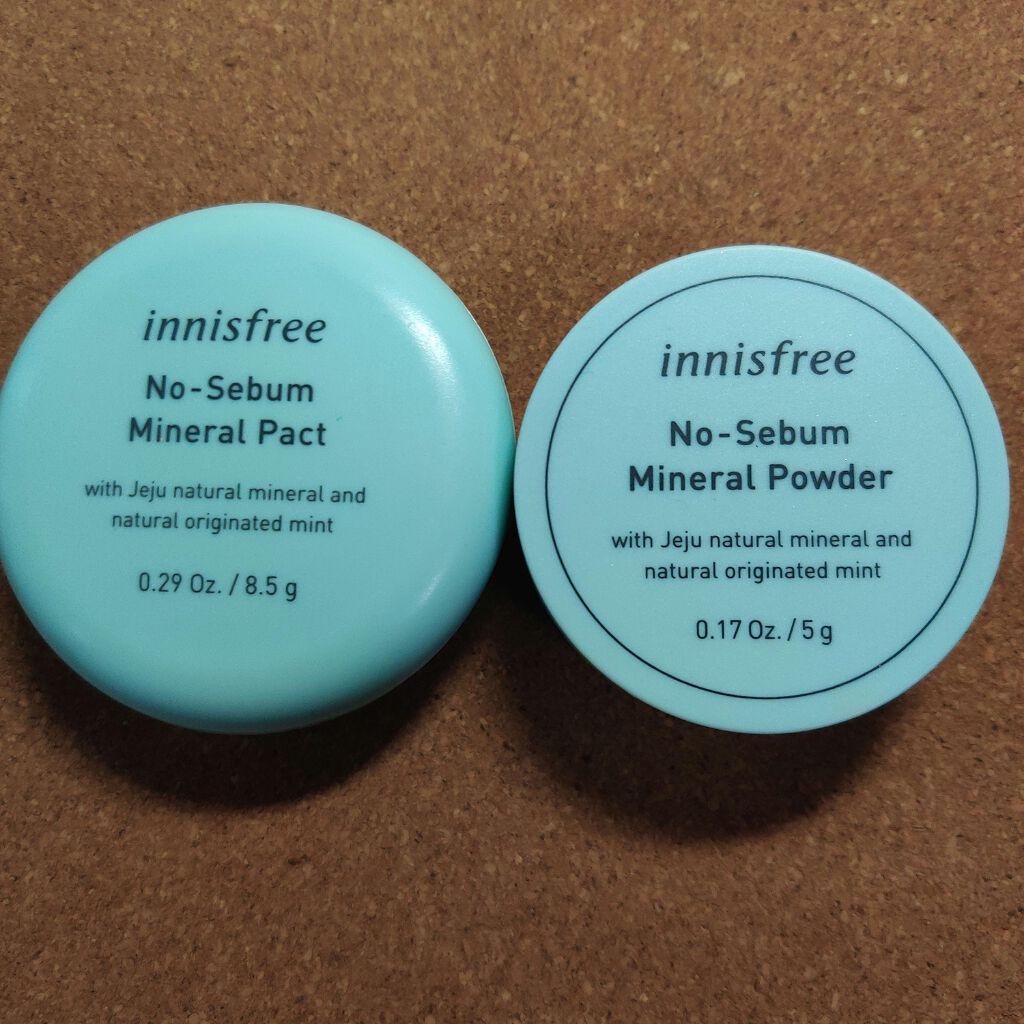 innisfree
No-Sebum
Mineral Pact
with Jeju natural mineral and
natural originated mint
0.29 Oz. / 8.5 g
innisfree
No-Sebum
Mineral Powder
with Jeju natural mineral and
natural originated mint
0.17 Oz. / 5 g